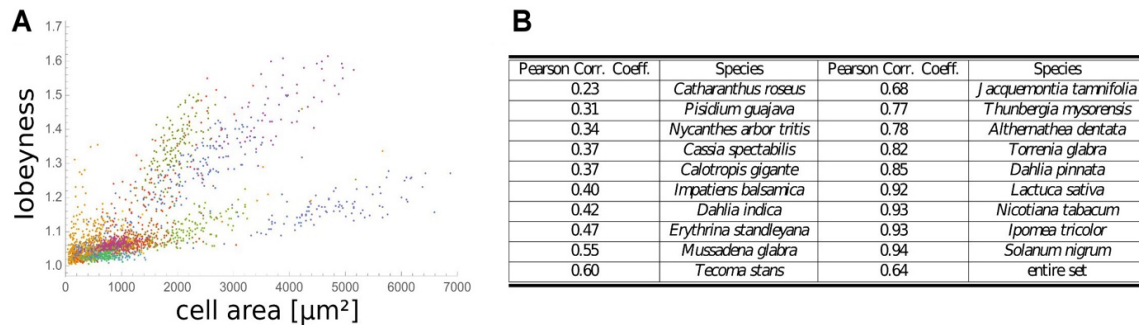 A
B
lobeyness
1.7
1.6
1.5
1.4
1.3
1.2
1.1
1.0
0 1000 2000 3000 4000 5000 6000 7000
cell area [µm²]
Pearson Corr. Coeff. Species Pearson Corr. Coeff. Species
0.23 Catharanthus roseus 0.68 Jacquemontia tamnifolia
0.31 Pisidium guajava 0.77 Thunbergia mysorensis
0.34 Nycanthes arbor tritis 0.78 Althernathea dentata
0.37 Cassia spectabilis 0.82 Torrenia glabra
0.37 Calotropis gigante 0.85 Dahlia pinnata
0.40 Impatiens balsamica 0.92 Lactuca sativa
0.42 Dahlia indica 0.93 Nicotiana tabacum
0.47 Erythrina standleyana 0.93 Ipomea tricolor
0.55 Mussadena glabra 0.94 Solanum nigrum
0.60 Tecoma stans 0.64 entire set